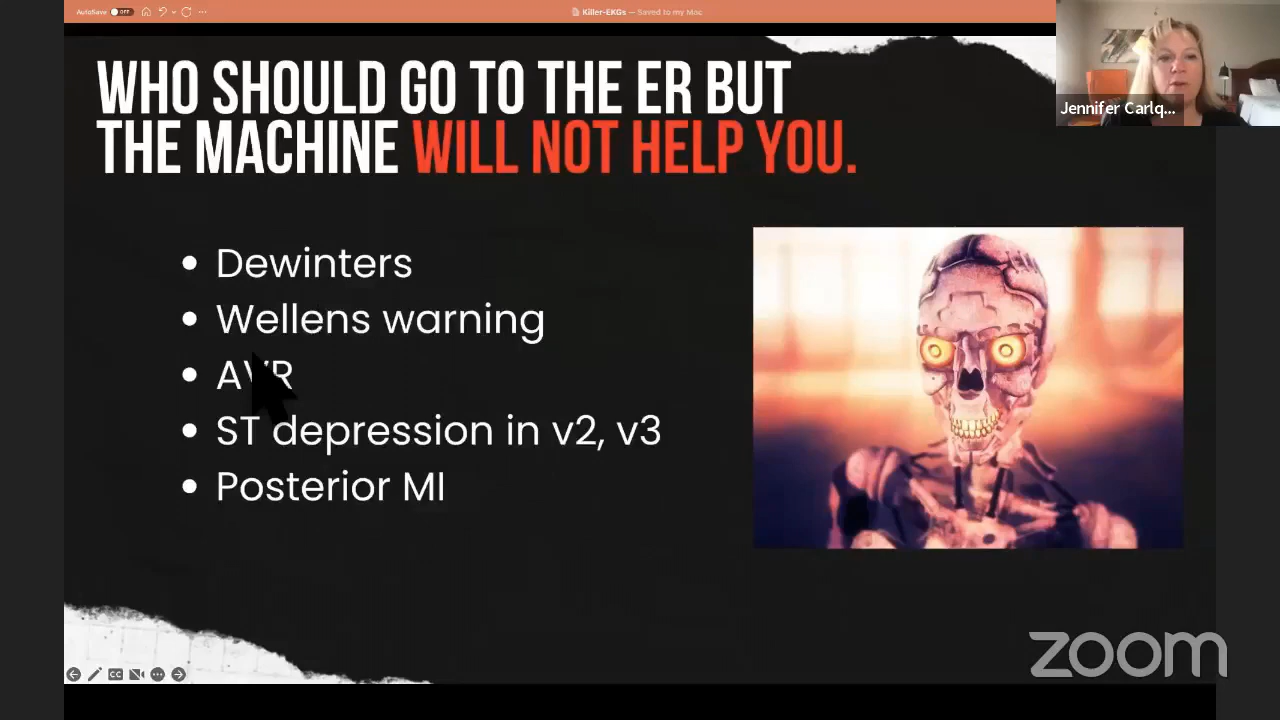 AutoSave OFF
Killer-EKGs — Saved to my Mac
WHO SHOULD GO TO THE ER BUT
THE MACHINE WILL NOT HELP YOU.
Jennifer Carlq...
• Dewinters
• Wellens warning
• AVR
• ST depression in v2, v3
• Posterior MI
CC
zoom